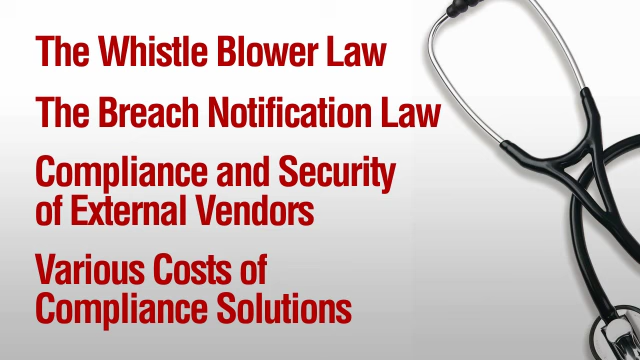 The Whistle Blower Law
The Breach Notification Law
Compliance and Security
of External Vendors
Various Costs of
Compliance Solutions